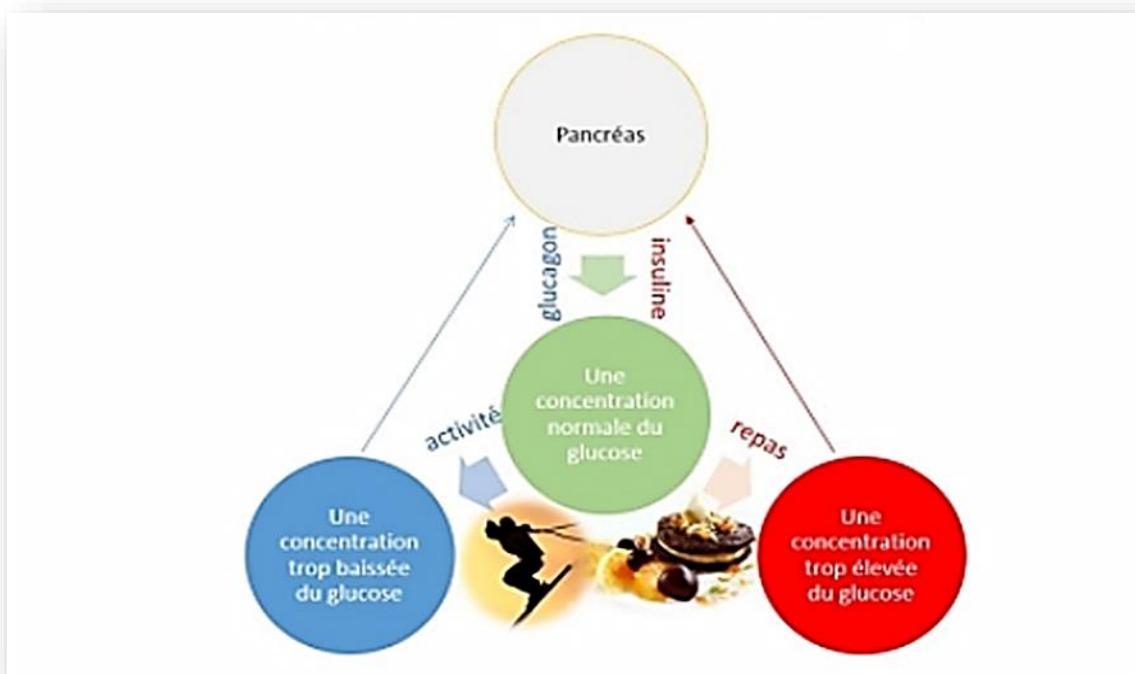 Pancréas
glucagon
insuline
Une
concentration
normale du
glucose
activité
repas
Une
concentration
trop baissée
du glucose
Une
concentration
trop élevée
du glucose